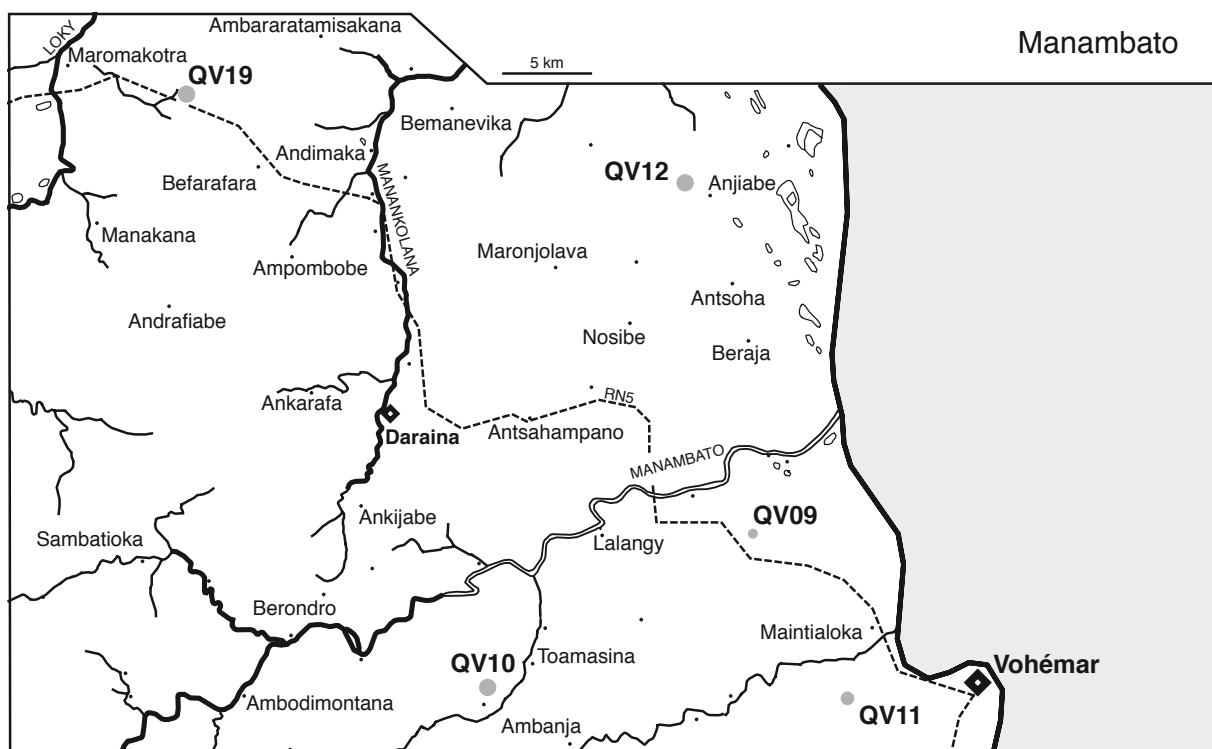 Ambararatamisakana
LOKY
Manambato
Maromakotra
5 km
QV19
Bemanevika
Andimaka
QV12
Befarafara
Anjiabe
MANANKOLANA
Manakana
Maronjolava
Ampombobe
Antsoha
Andrafiabe
Nosibe
Beraja
RN5
Ankarafa
Daraina
Antsahampano
MANAMBATO
Ankijabe
QV09
Sambatioka
Lalangy
Berondro
Maintialoka
QV10
Toamasina
Vohémar
Ambodimontana
QV11
Ambanja